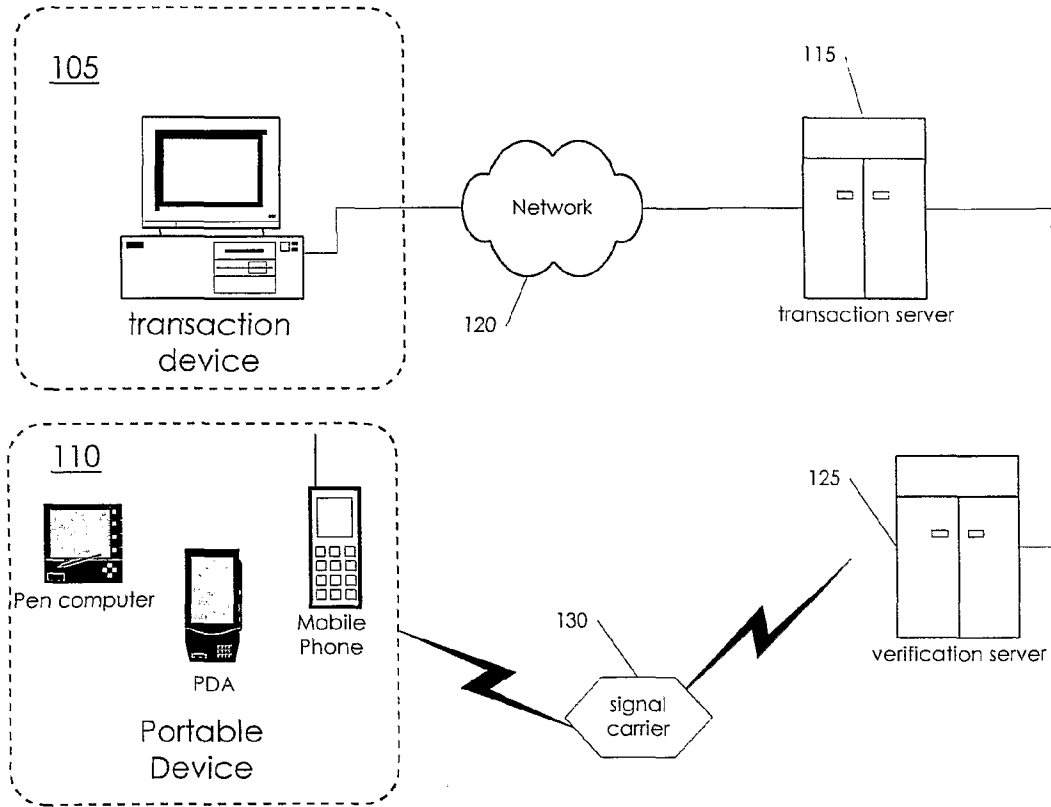 105
115
Network
transaction
device
120
transaction server
110
125
Pen computer
Mobile
Phone
130
PDA
verification server
signal
carrier
Portable
Device